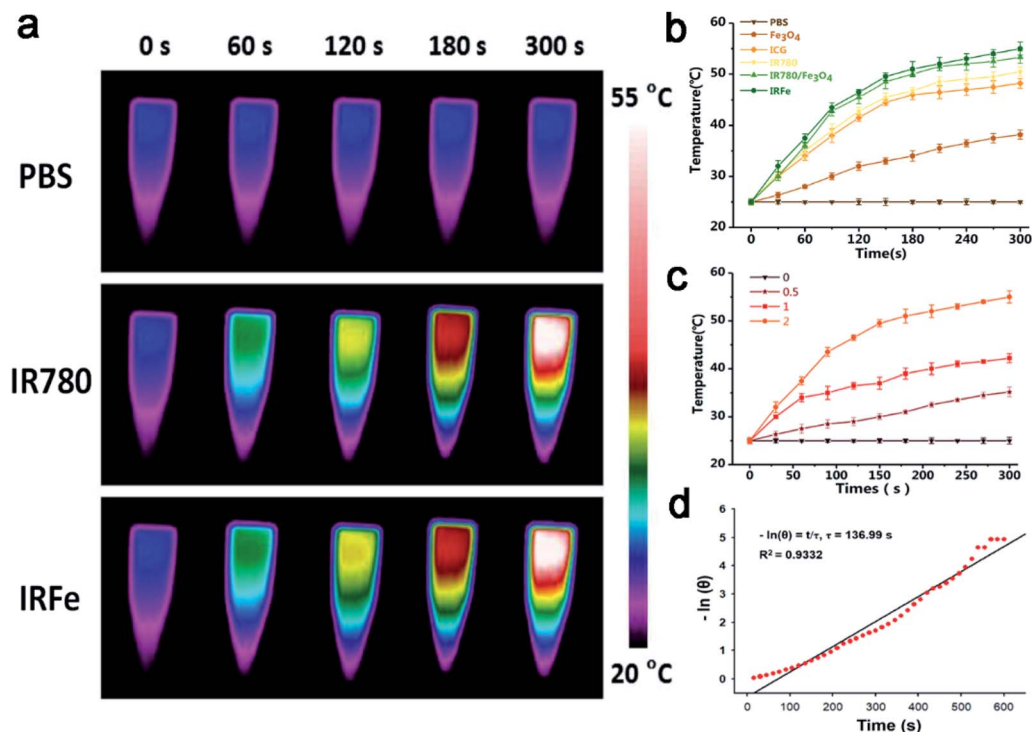 a
0 s 60 s 120 s 180 s 300 s
PBS
IR780
IRFe
55 °C
20 °C
b
PBS
Fe₃O₄
ICG
IR780
IR780/Fe₃O₄
IRFe
Temperature(℃)
60
50
40
30
20
0 60 120 180 240 300
Time(s)
c
0
0.5
1
2
Temperature(℃)
60
50
40
30
20
0 50 100 150 200 250 300
Times ( s )
d
- ln(θ) = t/τ, τ = 136.99 s
R² = 0.9332
- ln (θ)
6
5
4
3
2
1
0
0 100 200 300 400 500 600
Time (s)